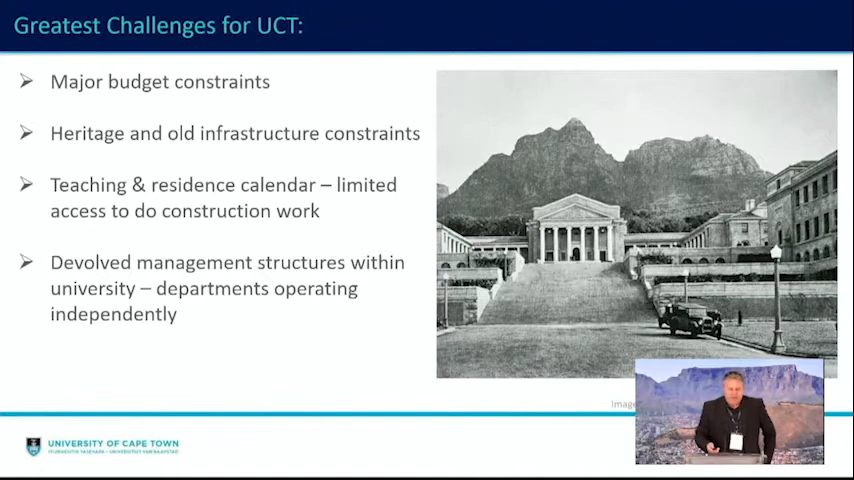 Greatest Challenges for UCT:
➢ Major budget constraints
➢ Heritage and old infrastructure constraints
➢ Teaching & residence calendar – limited
access to do construction work
➢ Devolved management structures within
university – departments operating
independently
Image
UNIVERSITY OF CAPE TOWN